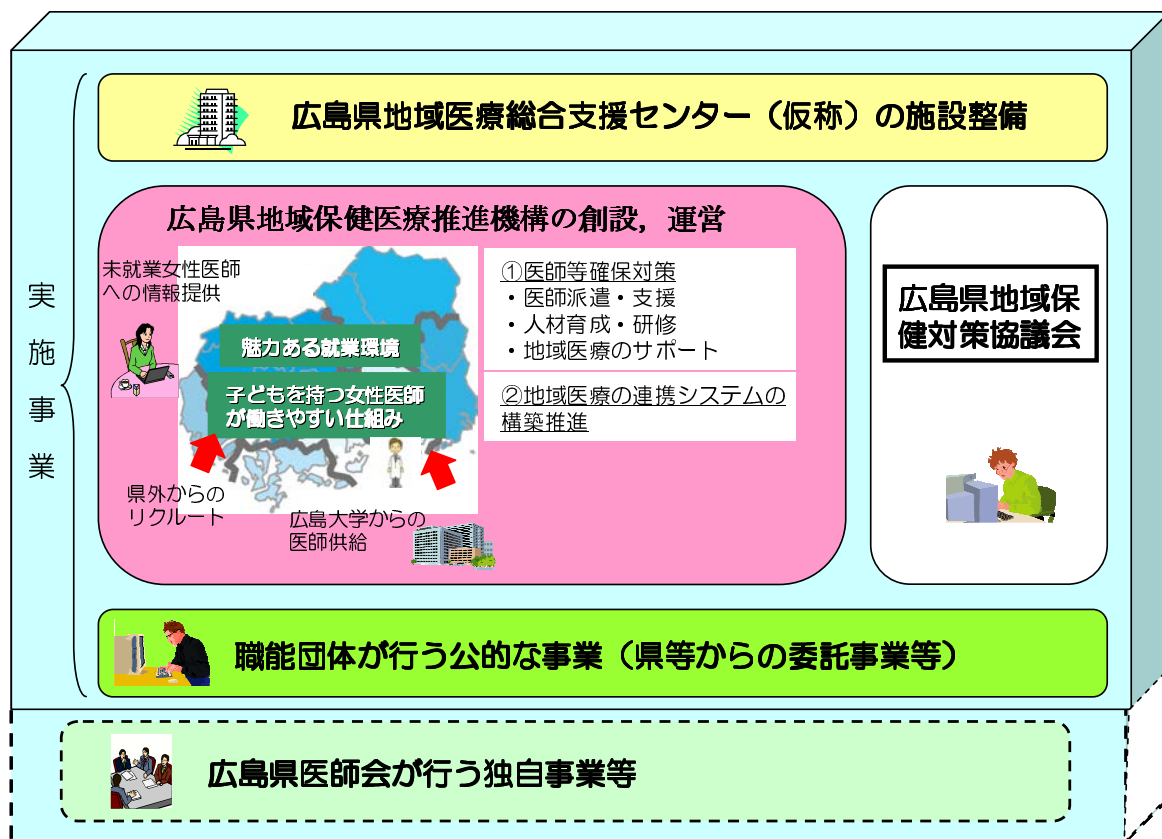 実施事業
広島県地域医療総合支援センター（仮称）の施設整備
広島県地域保健医療推進機構の創設，運営
未就業女性医師
への情報提供
魅力ある就業環境
子どもを持つ女性医師
が働きやすい仕組み
県外からの
リクルート
広島大学からの
医師供給
①医師等確保対策
・医師派遣・支援
・人材育成・研修
・地域医療のサポート
②地域医療の連携システムの
構築推進
広島県地域保
健対策協議会
職能団体が行う公的な事業（県等からの委託事業等）
広島県医師会が行う独自事業等